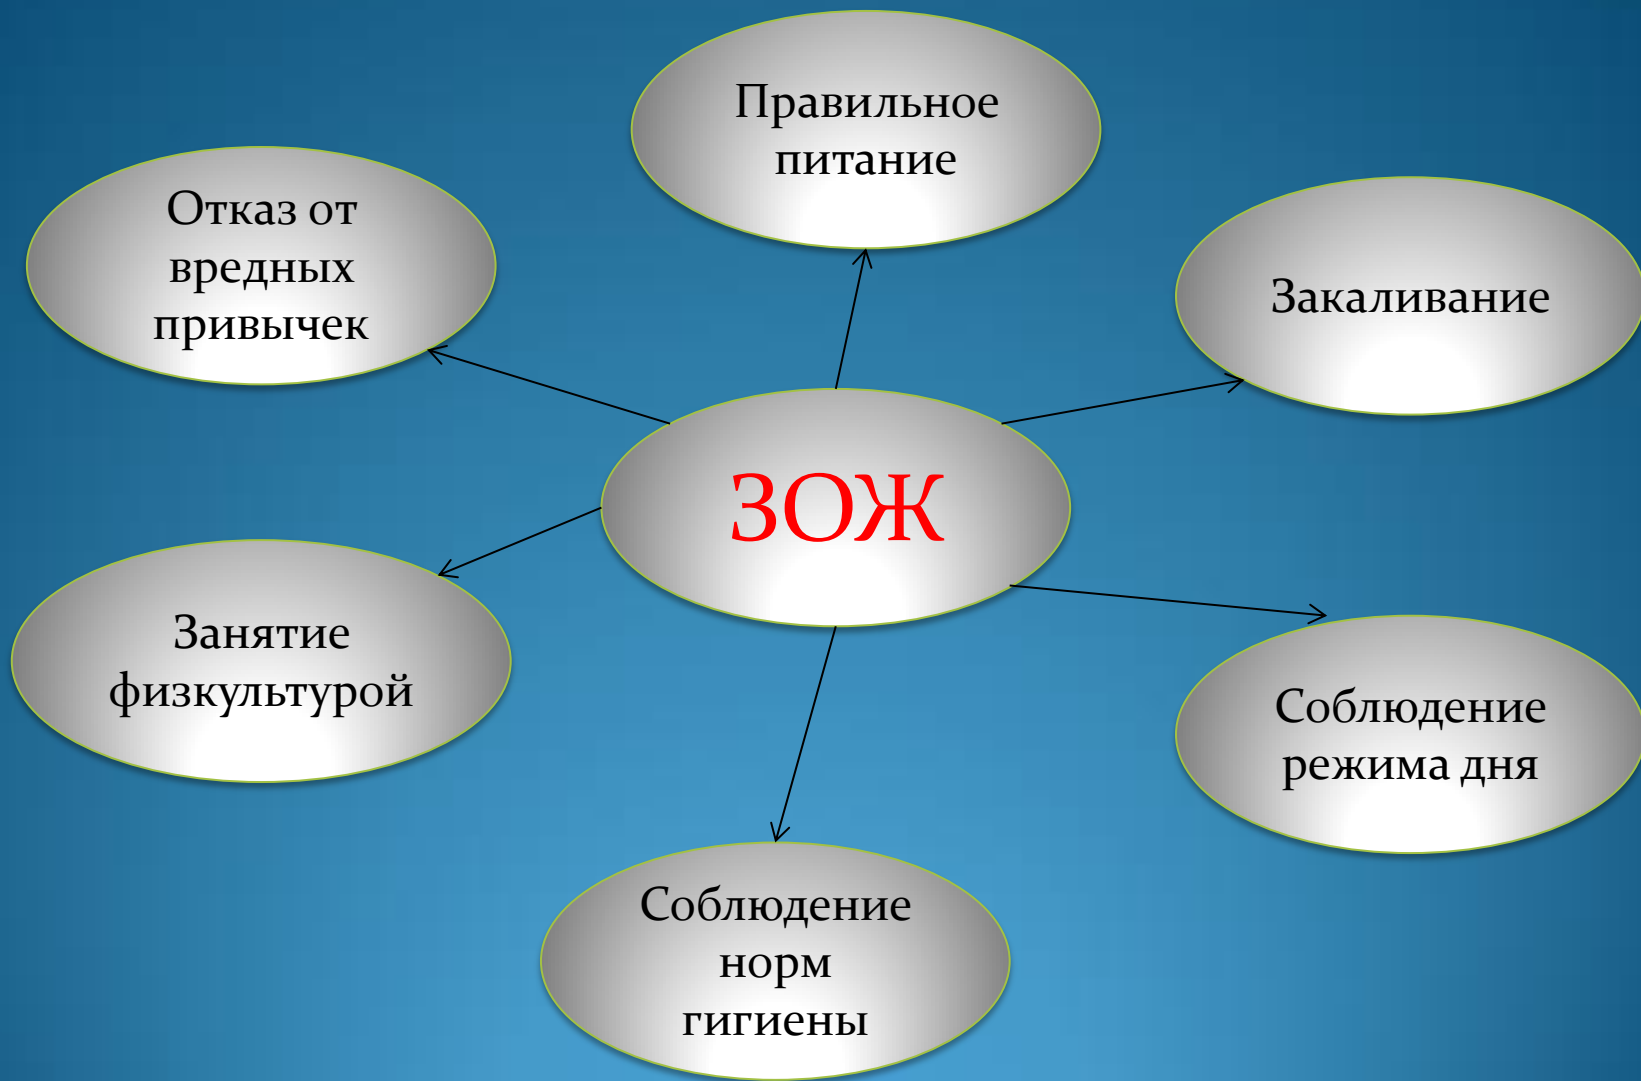 Правильное
питание
Отказ от
вредных
привычек
Закаливание
ЗОЖ
Занятие
физкультурой
Соблюдение
режима дня
Соблюдение
норм
гигиены